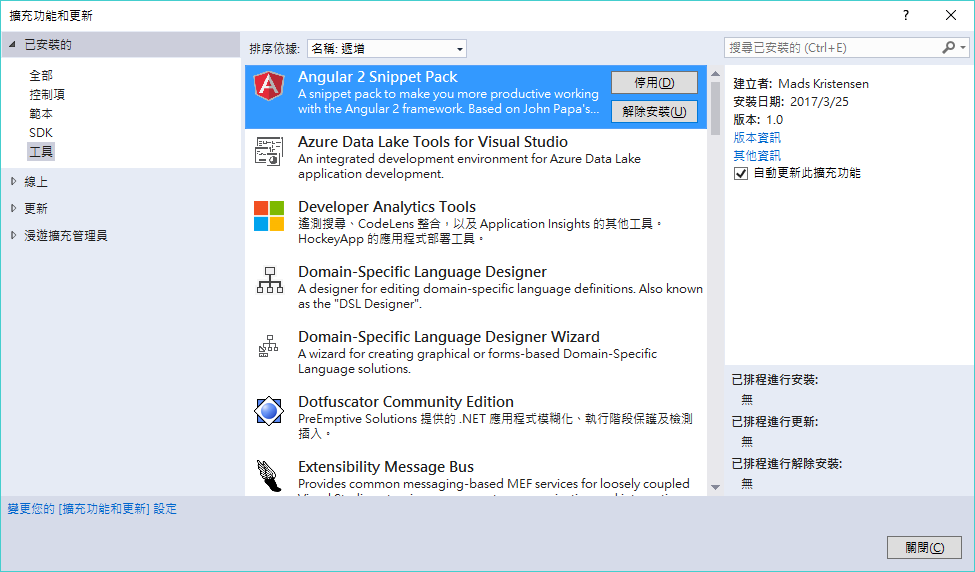 擴充功能和更新
?
已安裝的
全部
控制項
範本
SDK
工具
線上
更新
漫遊擴充管理員
排序依據:
名稱: 遞增
Angular 2 Snippet Pack
A snippet pack to make you more productive working
with the Angular 2 framework. Based on John Papa's...
停用(D)
解除安裝(U)
Azure Data Lake Tools for Visual Studio
An integrated development environment for Azure Data Lake
application development.
Developer Analytics Tools
遙測搜尋、CodeLens 整合，以及 Application Insights 的其他工具。
HockeyApp 的應用程式部署工具。
Domain-Specific Language Designer
A designer for editing domain-specific language definitions. Also known
as the "DSL Designer".
Domain-Specific Language Designer Wizard
A wizard for creating graphical or forms-based Domain-Specific
Language solutions.
Dotfuscator Community Edition
PreEmptive Solutions 提供的 .NET 應用程式模糊化、執行階段保護及檢測
插入。
Extensibility Message Bus
Provides common messaging-based MEF services for loosely coupled
搜尋已安裝的 (Ctrl+E)
建立者: Mads Kristensen
安裝日期: 2017/3/25
版本: 1.0
版本資訊
其他資訊
自動更新此擴充功能
已排程進行安裝:
無
已排程進行更新:
無
已排程進行解除安裝:
無
變更您的 [擴充功能和更新] 設定
關閉(C)